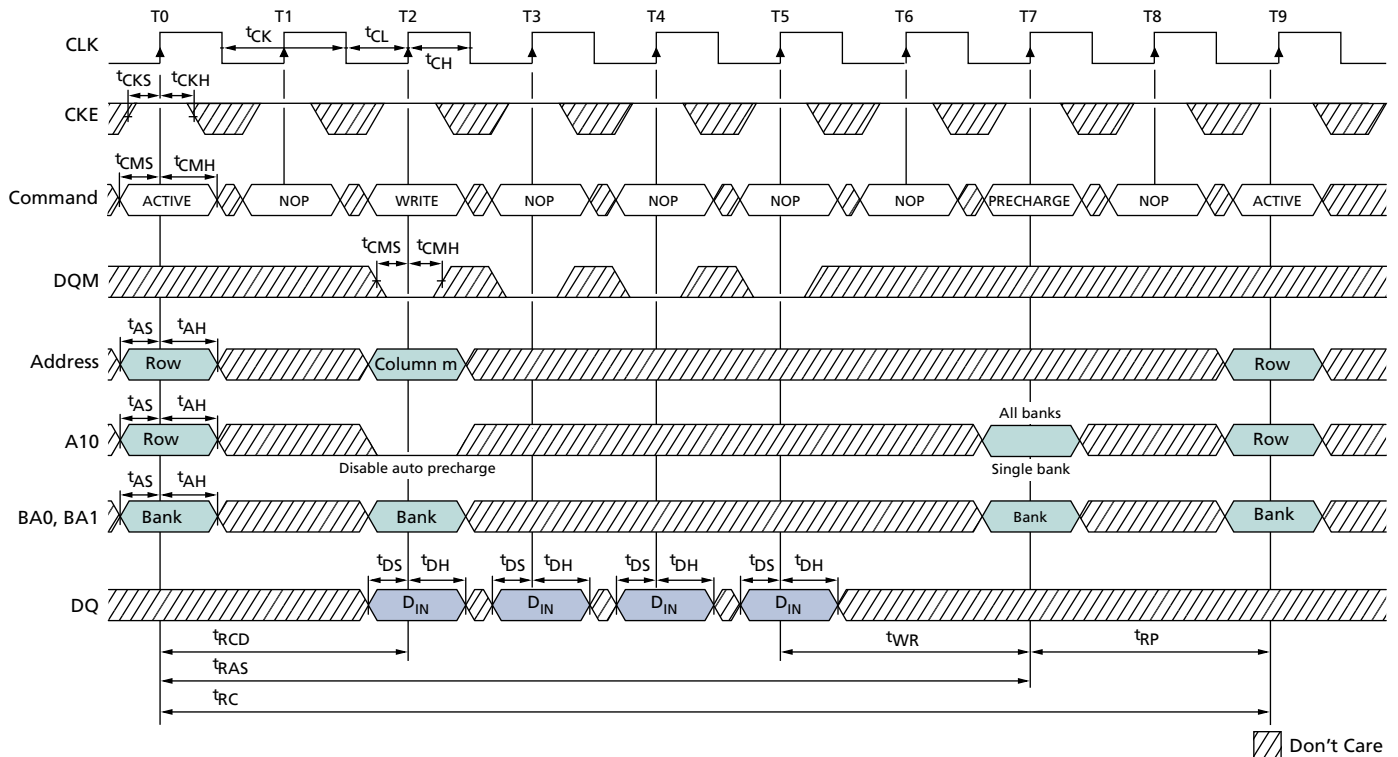 T0 T1 T2 T3 T4 T5 T6 T7 T8 T9
CLK
tCK tCL
tCH
tCKS tCKH
CKE
tCMS tCMH
Command ACTIVE NOP WRITE NOP NOP NOP NOP PRECHARGE NOP ACTIVE
tCMS tCMH
DQM
tAS tAH
Address Row Column m Row
tAS tAH All banks
A10 Row Row
Disable auto precharge Single bank
tAS tAH
BA0, BA1 Bank Bank Bank Bank
tDS tDH tDS tDH tDS tDH tDS tDH
DQ DIN DIN DIN DIN
tRCD tWR tRP
tRAS
tRC
Don't Care